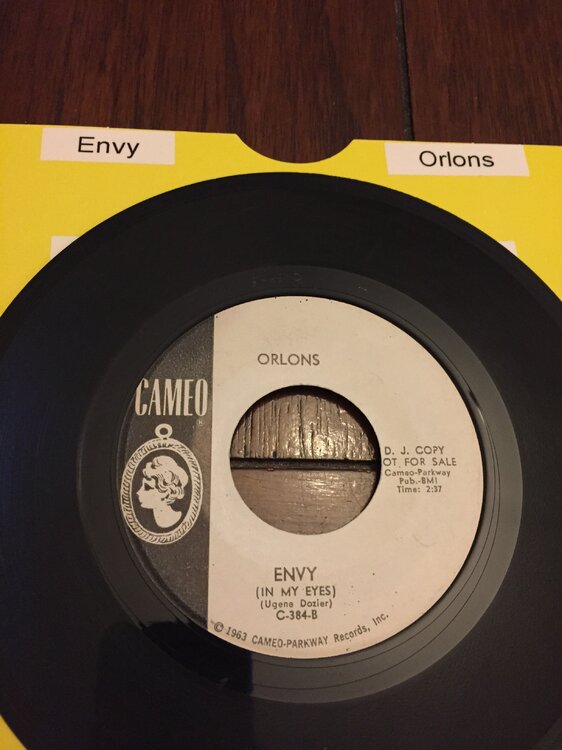 Envy
Orlons
ORLONS
CAMEO
®
D. J. COPY
OT FOR SALE
Cameo-Parkway
Pub.-BMI
Time: 2:37
ENVY
(IN MY EYES)
(Ugene Dozier)
C-384-B
© 1963 CAMEO-PARKWAY Records, Inc.